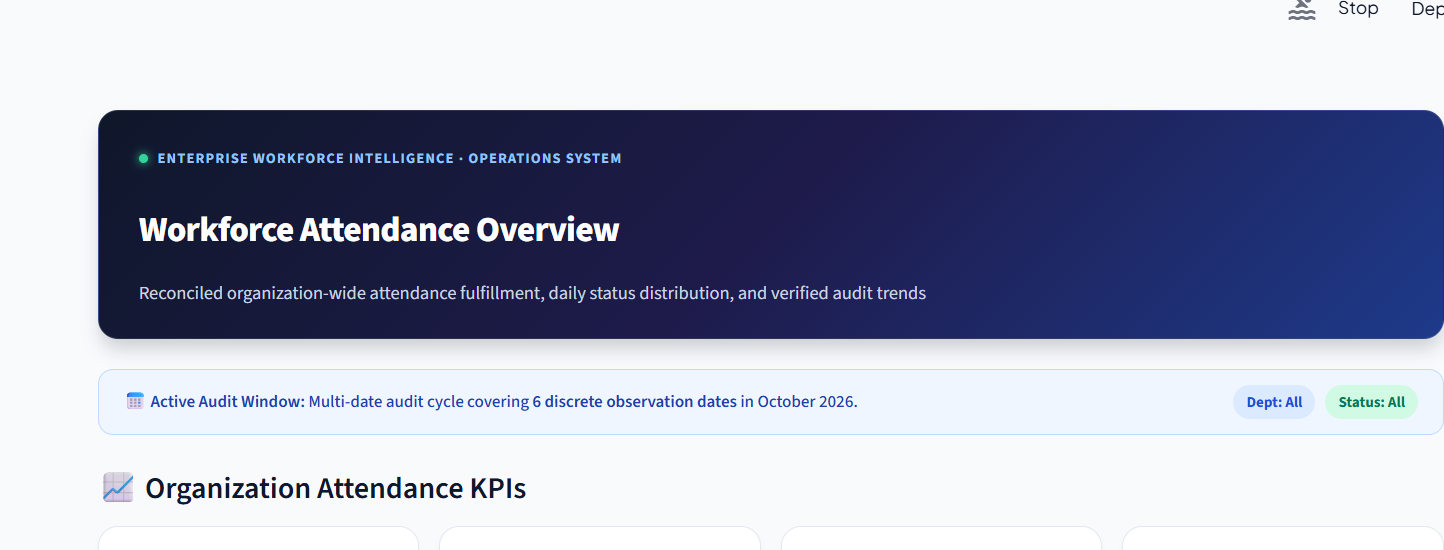 Stop
ENTERPRISE WORKFORCE INTELLIGENCE · OPERATIONS SYSTEM
Workforce Attendance Overview
Reconciled organization-wide attendance fulfillment, daily status distribution, and verified audit trends
Active Audit Window: Multi-date audit cycle covering 6 discrete observation dates in October 2026.
Dept: All
Status: All
Organization Attendance KPIs